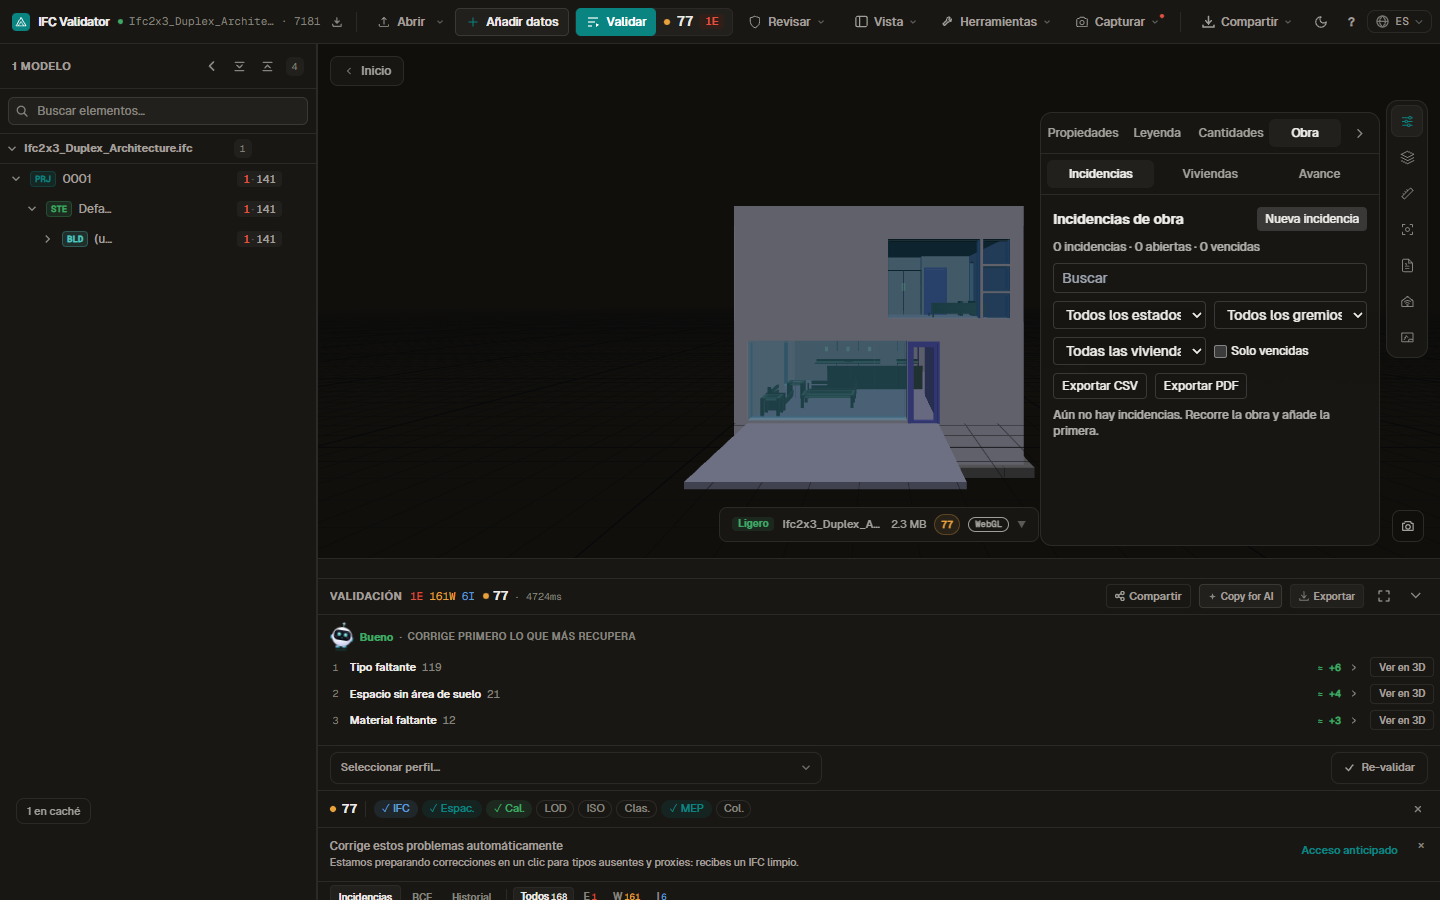 IFC Validator Ifc2x3_Duplex_Archite... · 7181
Abrir
Añadir datos
Validar
77 1E
Revisar
Vista
Herramientas
Capturar
Compartir
?
ES
1 MODELO
4
Buscar elementos...
Ifc2x3_Duplex_Architecture.ifc 1
PRJ 0001 1·141
STE Defa... 1·141
BLD (u... 1·141
1 en caché
Inicio
Propiedades Leyenda Cantidades Obra
Incidencias Viviendas Avance
Incidencias de obra Nueva incidencia
0 incidencias · 0 abiertas · 0 vencidas
Buscar
Todos los estados Todos los gremios
Todas las vivienda Solo vencidas
Exportar CSV Exportar PDF
Aún no hay incidencias. Recorre la obra y añade la
primera.
Ligero Ifc2x3_Duplex_A... 2.3 MB 77 WebGL
VALIDACIÓN 1E 161W 6I 77 · 4724ms
Compartir
Copy for AI
Exportar
Bueno · CORRIGE PRIMERO LO QUE MÁS RECUPERA
1 Tipo faltante 119 ≈ +6 Ver en 3D
2 Espacio sin área de suelo 21 ≈ +4 Ver en 3D
3 Material faltante 12 ≈ +3 Ver en 3D
Seleccionar perfil...
Re-validar
77 ✓ IFC ✓ Espac. ✓ Cal. LOD ISO Clas. ✓ MEP Col.
Corrige estos problemas automáticamente
Estamos preparando correcciones en un clic para tipos ausentes y proxies: recibes un IFC limpio.
Acceso anticipado
Incidencias BCF Historial Todos 168 E 1 W 161 I 6